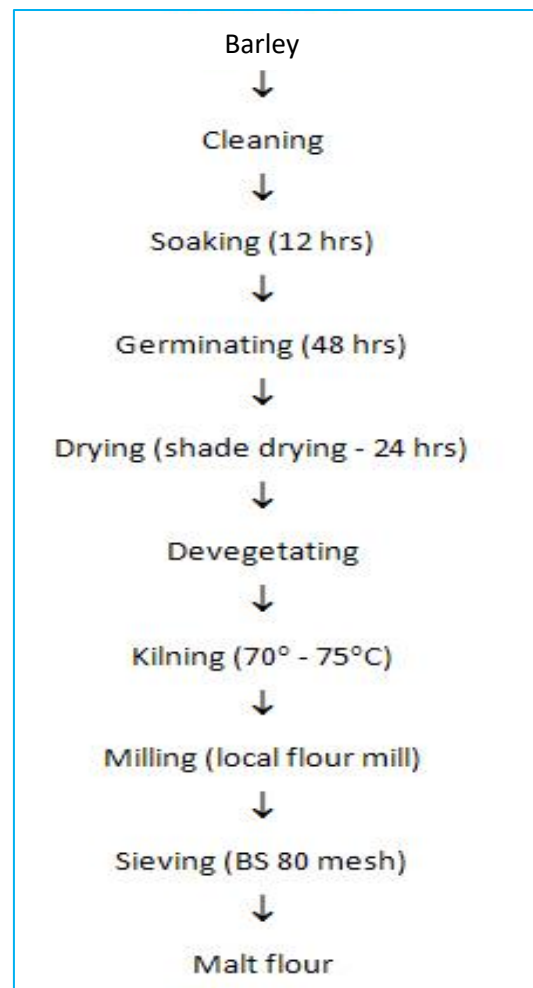 Barley
↓
Cleaning
↓
Soaking (12 hrs)
↓
Germinating (48 hrs)
↓
Drying (shade drying - 24 hrs)
↓
Devegetating
↓
Kilning (70° - 75°C)
↓
Milling (local flour mill)
↓
Sieving (BS 80 mesh)
↓
Malt flour